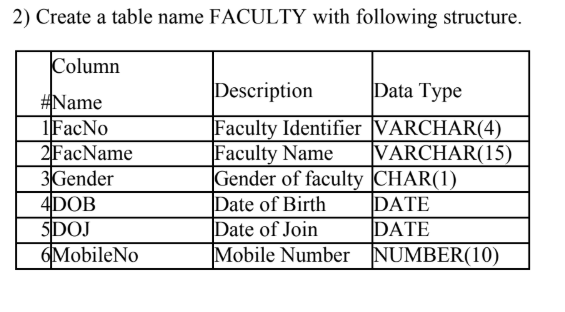 2) Create a table name FACULTY with following structure.
Column
#Name Description Data Type
1 FacNo Faculty Identifier VARCHAR(4)
2 FacName Faculty Name VARCHAR(15)
3 Gender Gender of faculty CHAR(1)
4 DOB Date of Birth DATE
5 DOJ Date of Join DATE
6 MobileNo Mobile Number NUMBER(10)